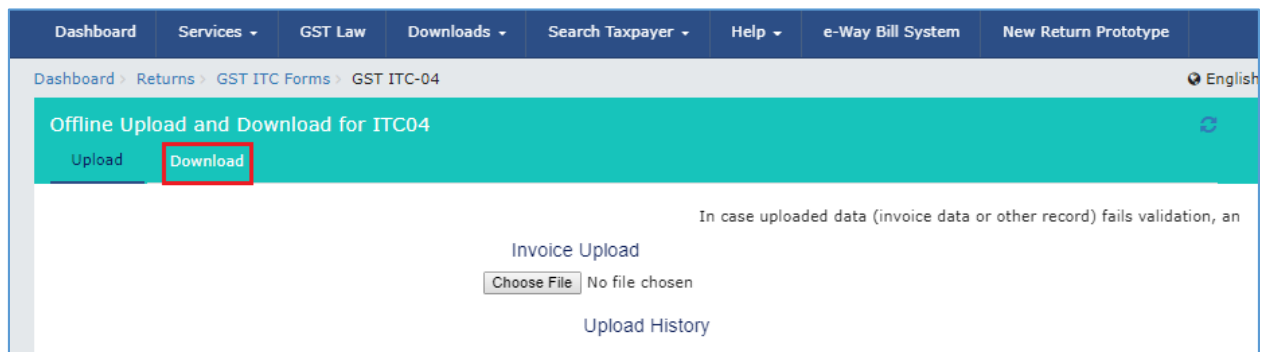 Dashboard Services GST Law Downloads Search Taxpayer Help e-Way Bill System New Return Prototype
Dashboard > Returns > GST ITC Forms > GST ITC-04 English
Offline Upload and Download for ITC04
Upload Download
In case uploaded data (invoice data or other record) fails validation, an
Invoice Upload
Choose File No file chosen
Upload History